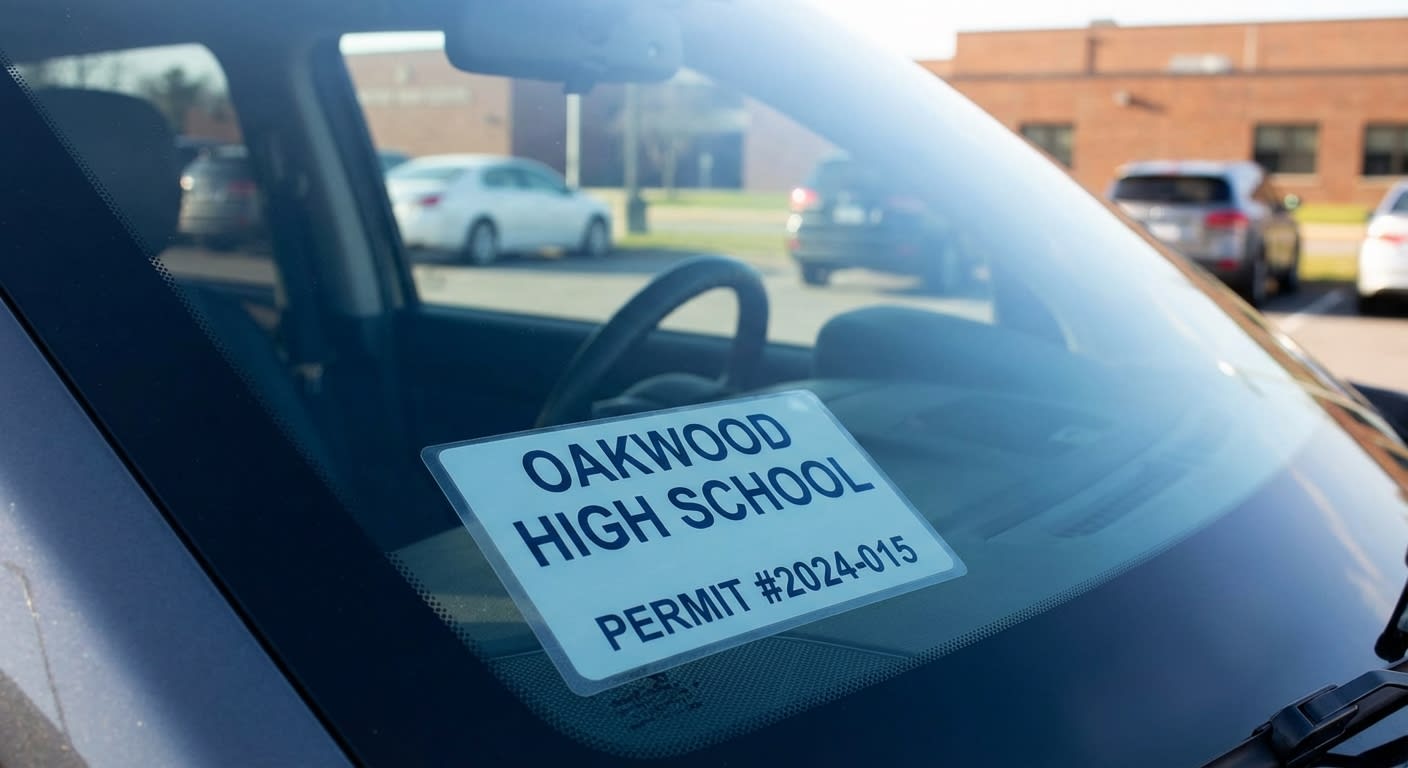 OAKWOOD
HIGH SCHOOL
PERMIT #2024-015